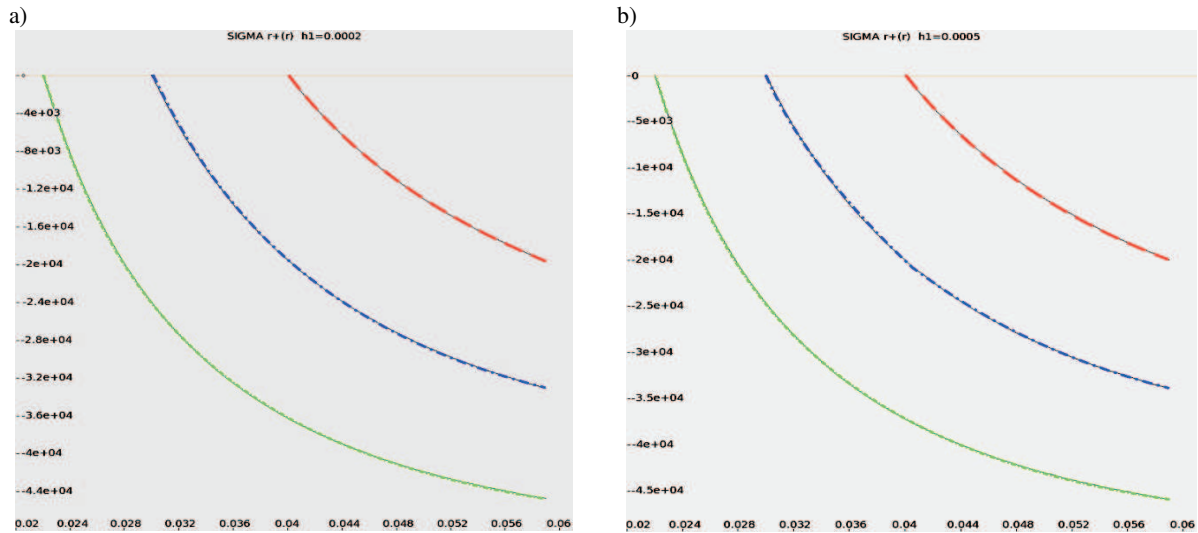 a)
SIGMA r+(r) h1=0.0002
-0
--4e+03
--8e+03
--1.2e+04
--1.6e+04
--2e+04
--2.4e+04
--2.8e+04
--3.2e+04
--3.6e+04
--4e+04
--4.4e+04
0.02 0.024 0.028 0.032 0.036 0.04 0.044 0.048 0.052 0.056 0.06
b)
SIGMA r+(r) h1=0.0005
-0
--5e+03
--1e+04
--1.5e+04
--2e+04
--2.5e+04
--3e+04
--3.5e+04
--4e+04
--4.5e+04
0.02 0.024 0.028 0.032 0.036 0.04 0.044 0.048 0.052 0.056 0.06